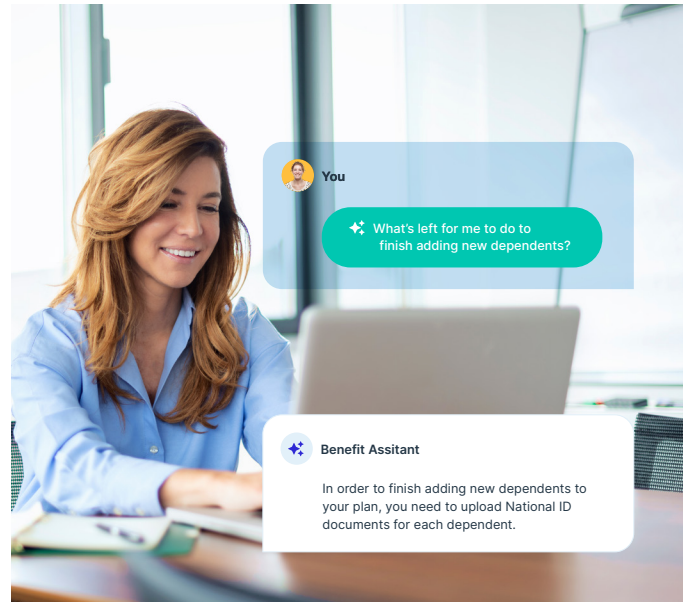 You
What's left for me to do to
finish adding new dependents?
Benefit Assitant
In order to finish adding new dependents to
your plan, you need to upload National ID
documents for each dependent.